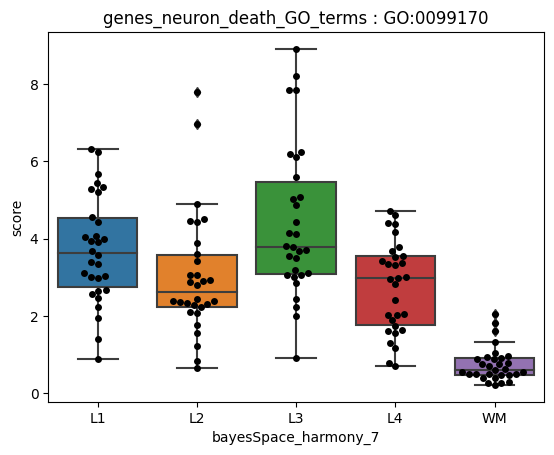 genes_neuron_death_GO_terms : GO:0099170
8
6
4
2
0
score
L1 L2 L3 L4 WM
bayesSpace_harmony_7